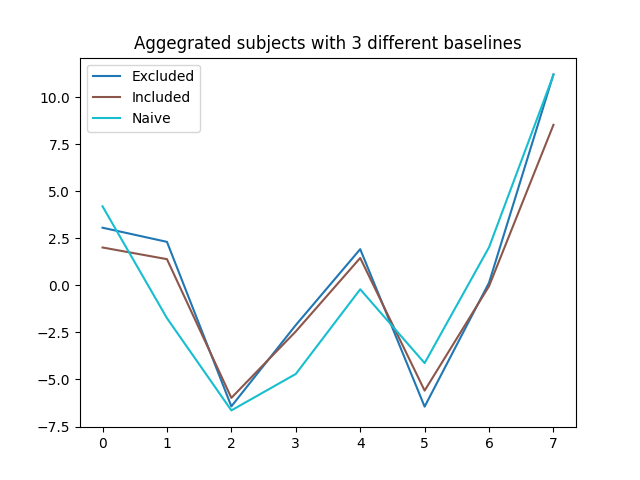 Aggegrated subjects with 3 different baselines
Excluded
Included
Naive
10.0
7.5
5.0
2.5
0.0
−2.5
−5.0
−7.5
0 1 2 3 4 5 6 7